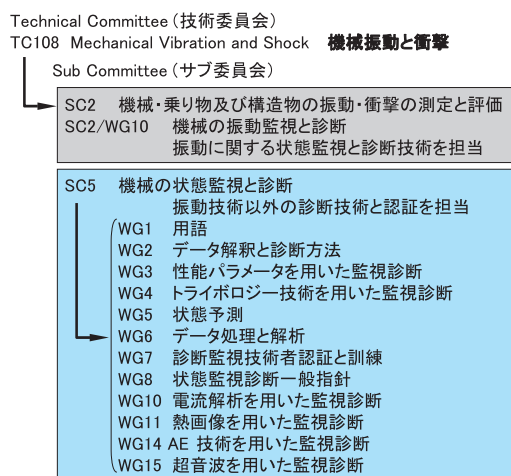 Technical Committee(技術委員会)
TC108 Mechanical Vibration and Shock 機械振動と衝撃
Sub Committee(サブ委員会)
SC2 機械・乗り物及び構造物の振動・衝撃の測定と評価
SC2/WG10 機械の振動監視と診断
振動に関する状態監視と診断技術を担当
SC5 機械の状態監視と診断
振動技術以外の診断技術と認証を担当
WG1 用語
WG2 データ解釈と診断方法
WG3 性能パラメータを用いた監視診断
WG4 トライボロジー技術を用いた監視診断
WG5 状態予測
WG6 データ処理と解析
WG7 診断監視技術者認証と訓練
WG8 状態監視診断一般指針
WG10 電流解析を用いた監視診断
WG11 熱画像を用いた監視診断
WG14 AE 技術を用いた監視診断
WG15 超音波を用いた監視診断